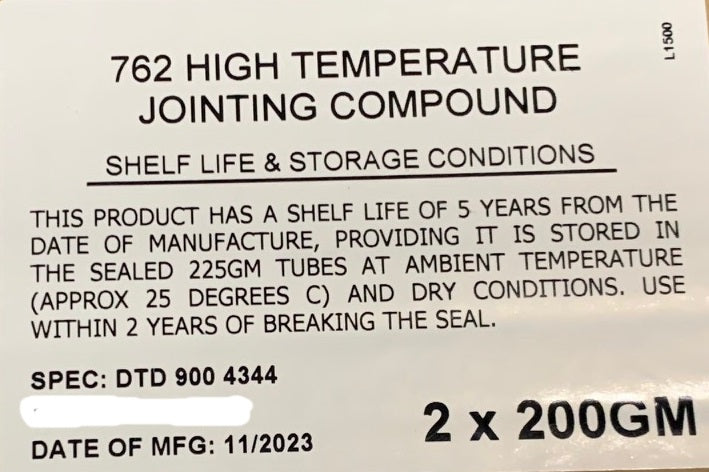 L1500
762 HIGH TEMPERATURE
JOINTING COMPOUND
SHELF LIFE & STORAGE CONDITIONS
THIS PRODUCT HAS A SHELF LIFE OF 5 YEARS FROM THE
DATE OF MANUFACTURE, PROVIDING IT IS STORED IN
THE SEALED 225GM TUBES AT AMBIENT TEMPERATURE
(APPROX 25 DEGREES C) AND DRY CONDITIONS. USE
WITHIN 2 YEARS OF BREAKING THE SEAL.
SPEC: DTD 900 4344
2 x 200GM
DATE OF MFG: 11/2023